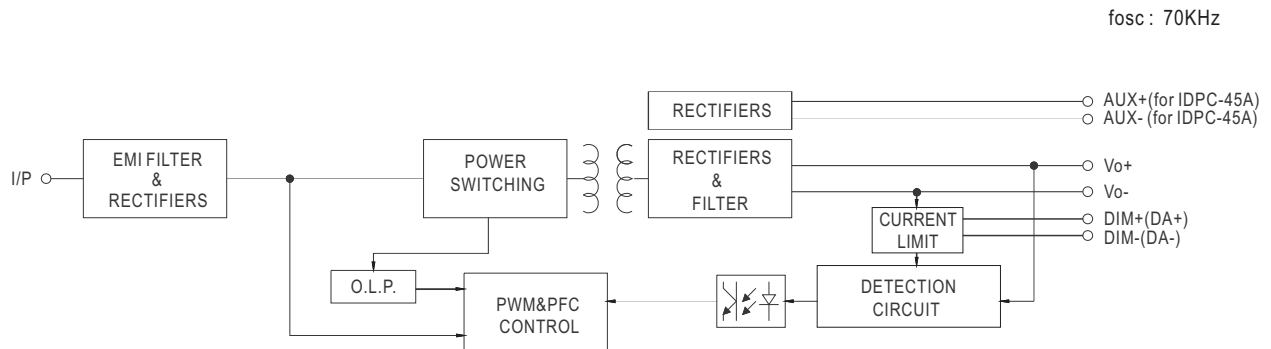 fosc : 70KHz
RECTIFIERS
AUX+(for IDPC-45A)
AUX- (for IDPC-45A)
I/P
EMI FILTER
&
RECTIFIERS
POWER
SWITCHING
RECTIFIERS
&
FILTER
Vo+
Vo-
CURRENT
LIMIT
DIM+(DA+)
DIM-(DA-)
O.L.P.
PWM&PFC
CONTROL
DETECTION
CIRCUIT